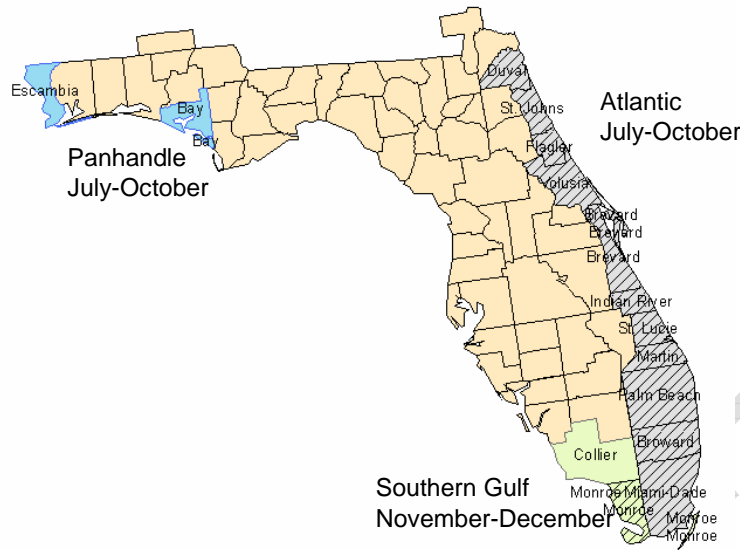 Escambia
Bay
Bay
Panhandle
July-October
Duval
St. Johns
Flagler
Volusia
Atlantic
July-October
Brevard
Brevard
Brevard
Indian River
St. Lucie
Martin
Palm Beach
Broward
Collier
Monroe
Miami-Dade
Monroe
Monroe
Monroe
Southern Gulf
November-December